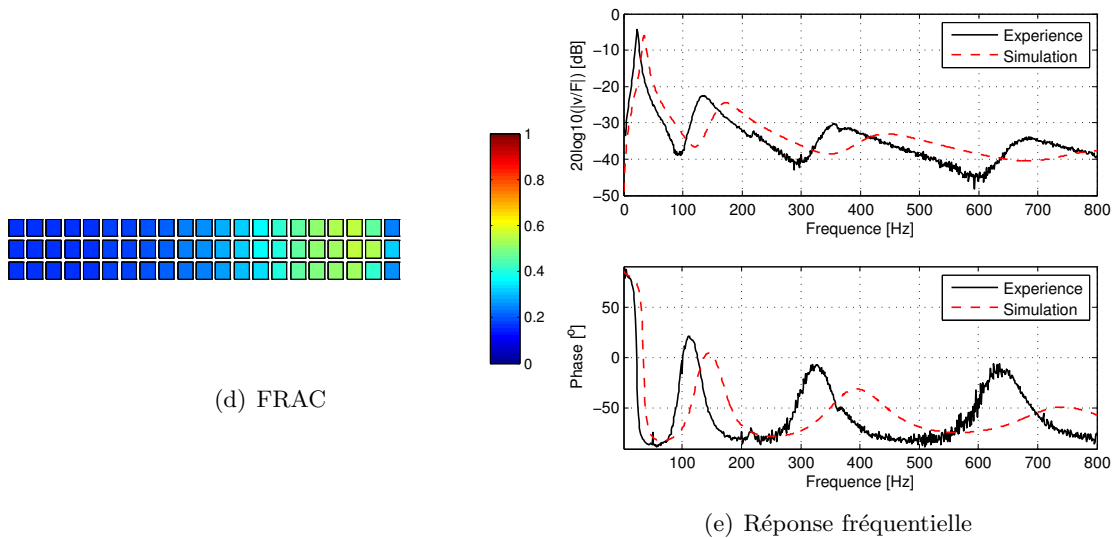 1
0.8
0.6
0.4
0.2
0
(d) FRAC
0
−10
−20
−30
−40
−50
20log10(|v/F|) [dB]
Experience
Simulation
0 100 200 300 400 500 600 700 800
Frequence [Hz]
50
0
−50
Phase [º]
Experience
Simulation
100 200 300 400 500 600 700 800
Frequence [Hz]
(e) Réponse fréquentielle